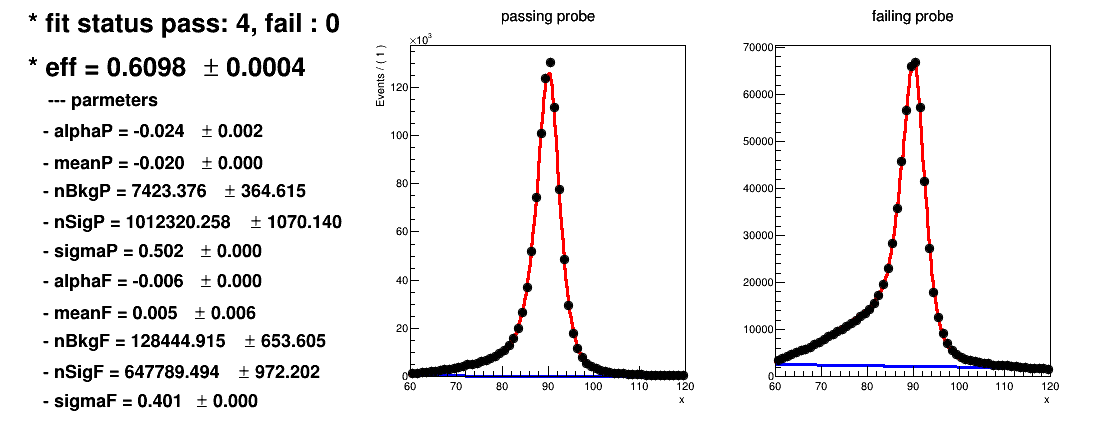 * fit status pass: 4, fail : 0
* eff = 0.6098 ± 0.0004
--- parmeters
- alphaP = -0.024 ± 0.002
- meanP = -0.020 ± 0.000
- nBkgP = 7423.376 ± 364.615
- nSigP = 1012320.258 ± 1070.140
- sigmaP = 0.502 ± 0.000
- alphaF = -0.006 ± 0.000
- meanF = 0.005 ± 0.006
- nBkgF = 128444.915 ± 653.605
- nSigF = 647789.494 ± 972.202
- sigmaF = 0.401 ± 0.000
passing probe
×10³
Events / ( 1 )
120
100
80
60
40
20
0
60 70 80 90 100 110 120
x
failing probe
70000
60000
50000
40000
30000
20000
10000
0
60 70 80 90 100 110 120
x